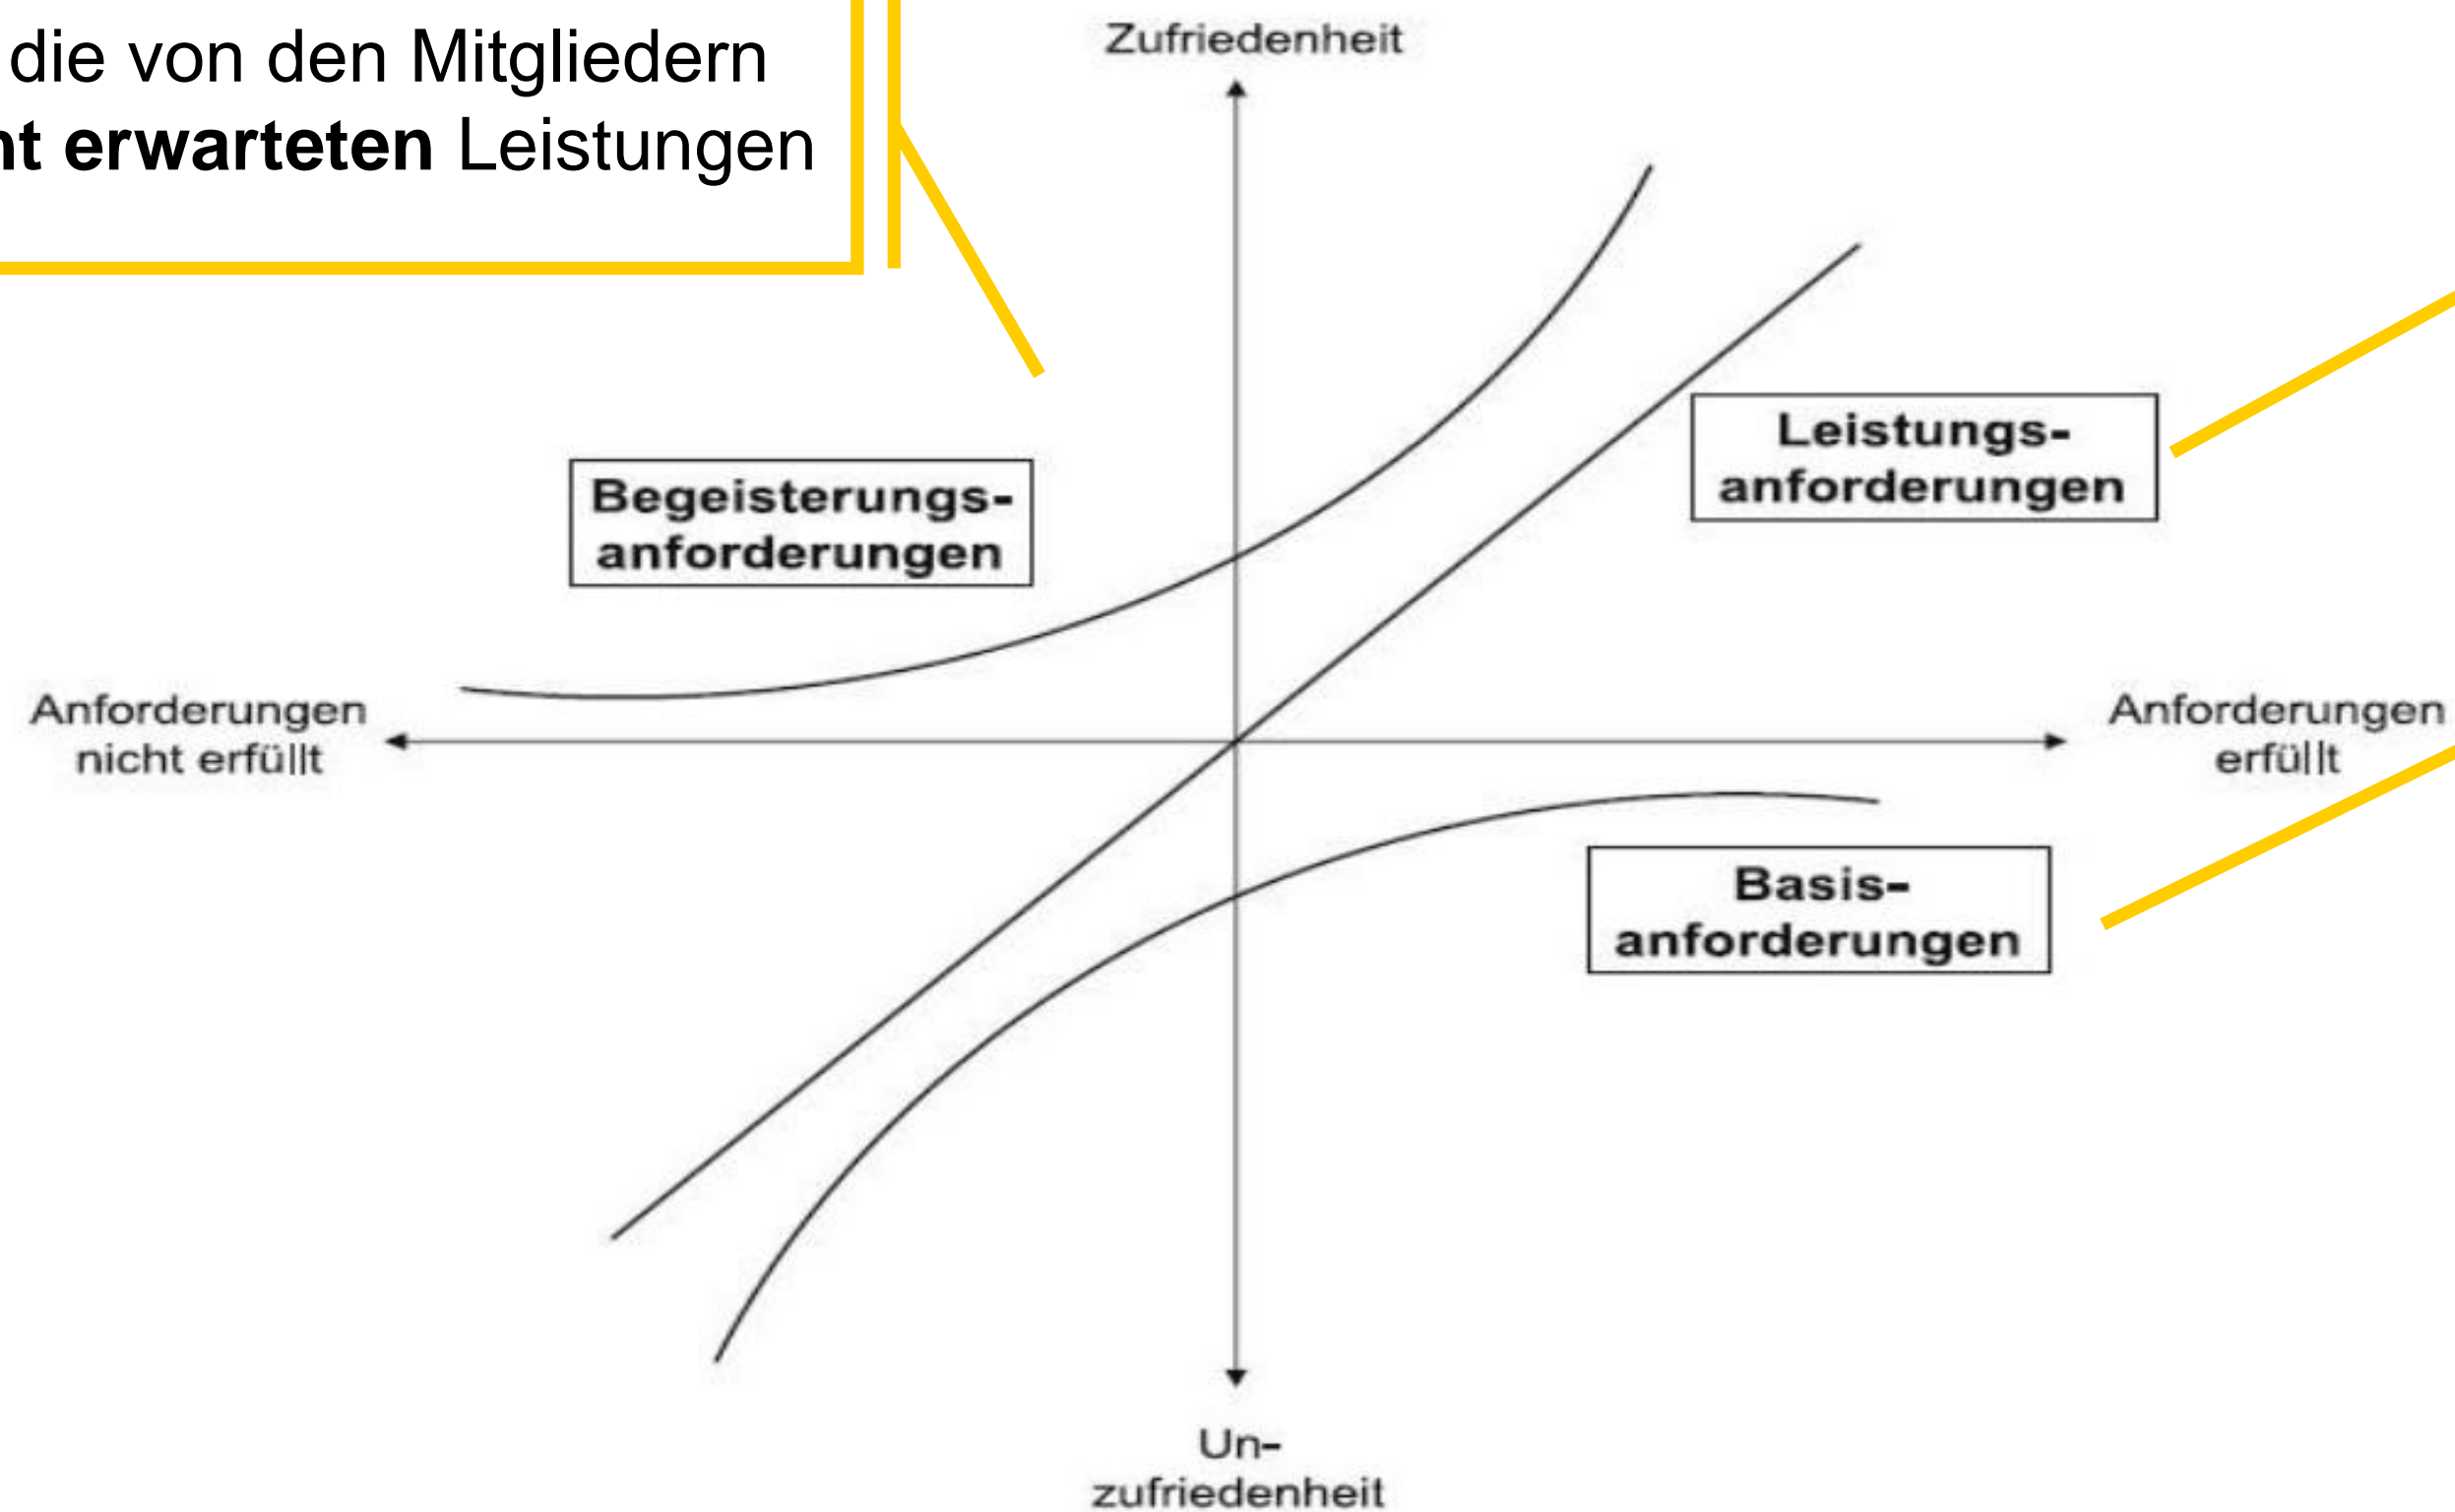 die von den Mitgliedern
erwarteten Leistungen
Zufriedenheit
Begeisterungs-
anforderungen
Leistungs-
anforderungen
Anforderungen
nicht erfüllt
Anforderungen
erfüllt
Basis-
anforderungen
Un-
zufriedenheit